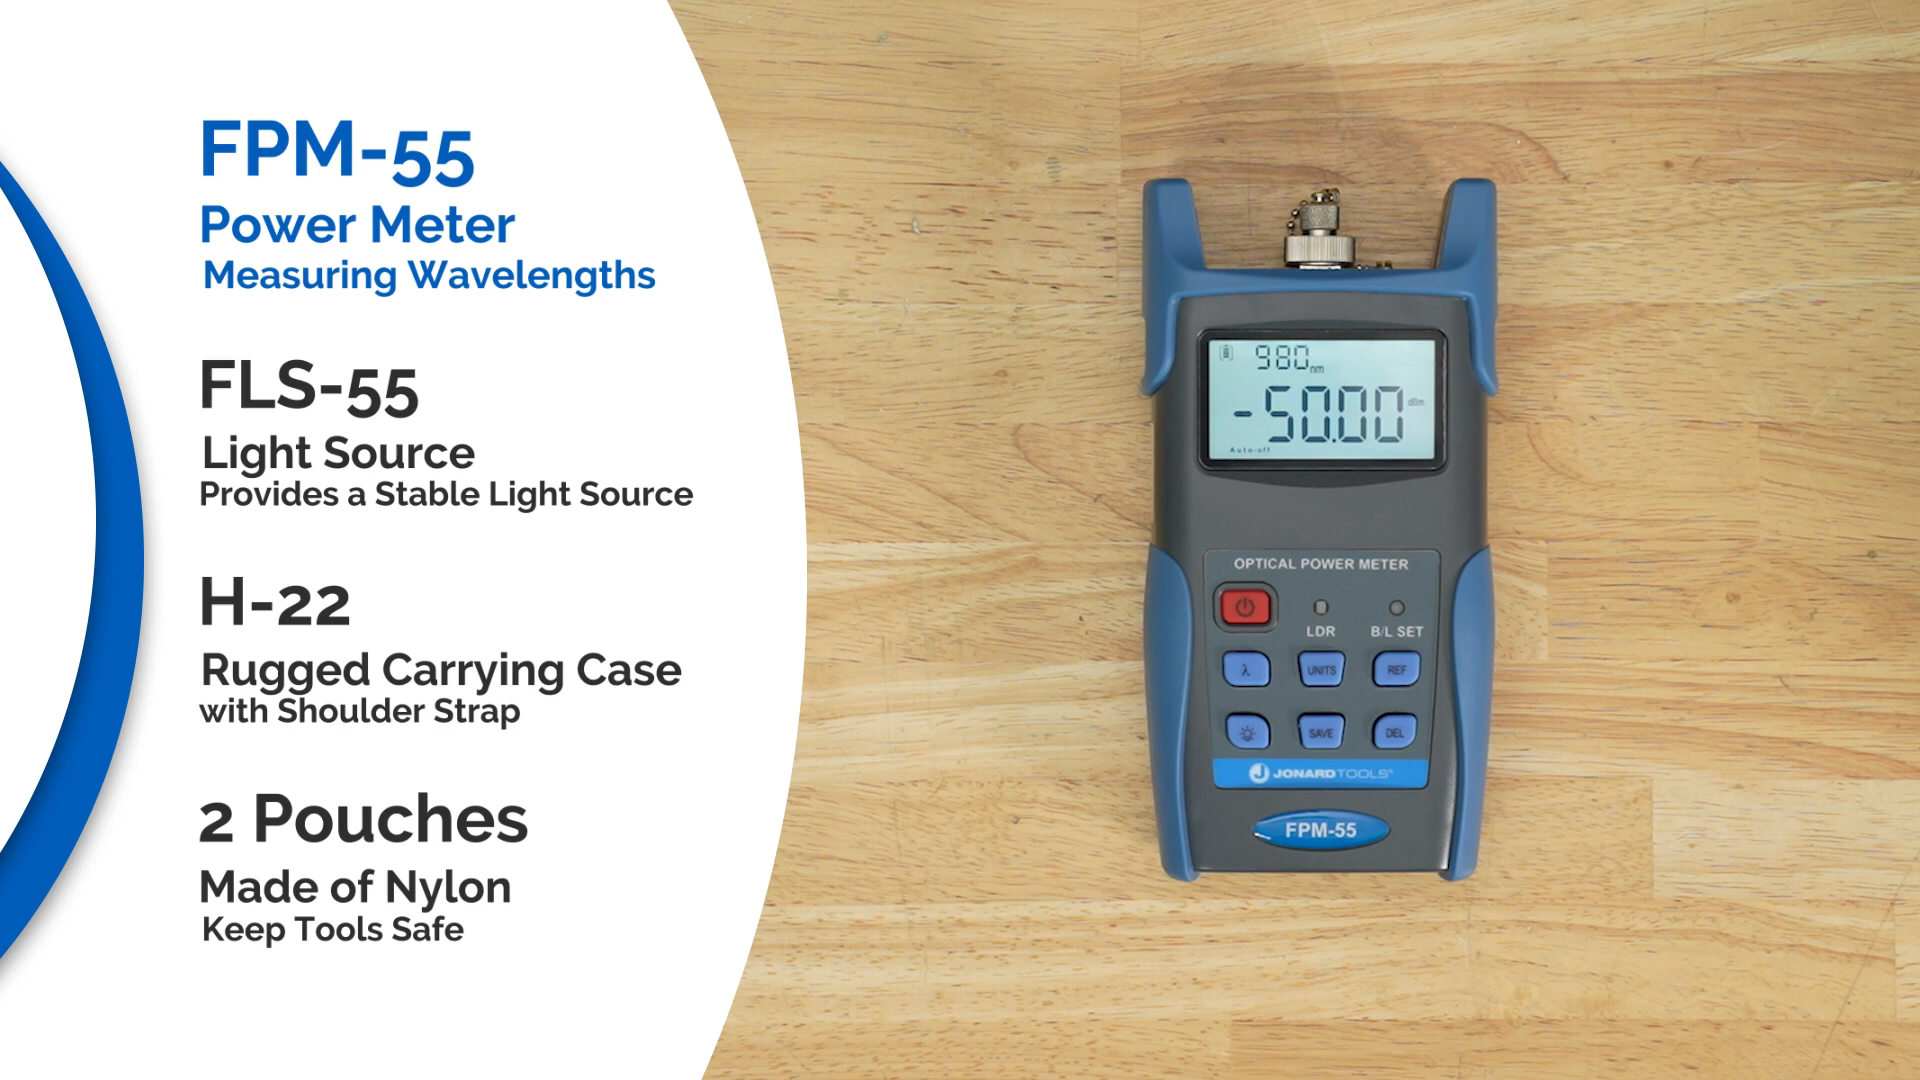 FPM-55
Power Meter
Measuring Wavelengths
FLS-55
Light Source
Provides a Stable Light Source
H-22
Rugged Carrying Case
with Shoulder Strap
2 Pouches
Made of Nylon
Keep Tools Safe
980 nm
-50.00 dBm
Auto-off
OPTICAL POWER METER
LDR B/L SET
λ UNITS REF
SAVE DEL
JONARD TOOLS®
FPM-55